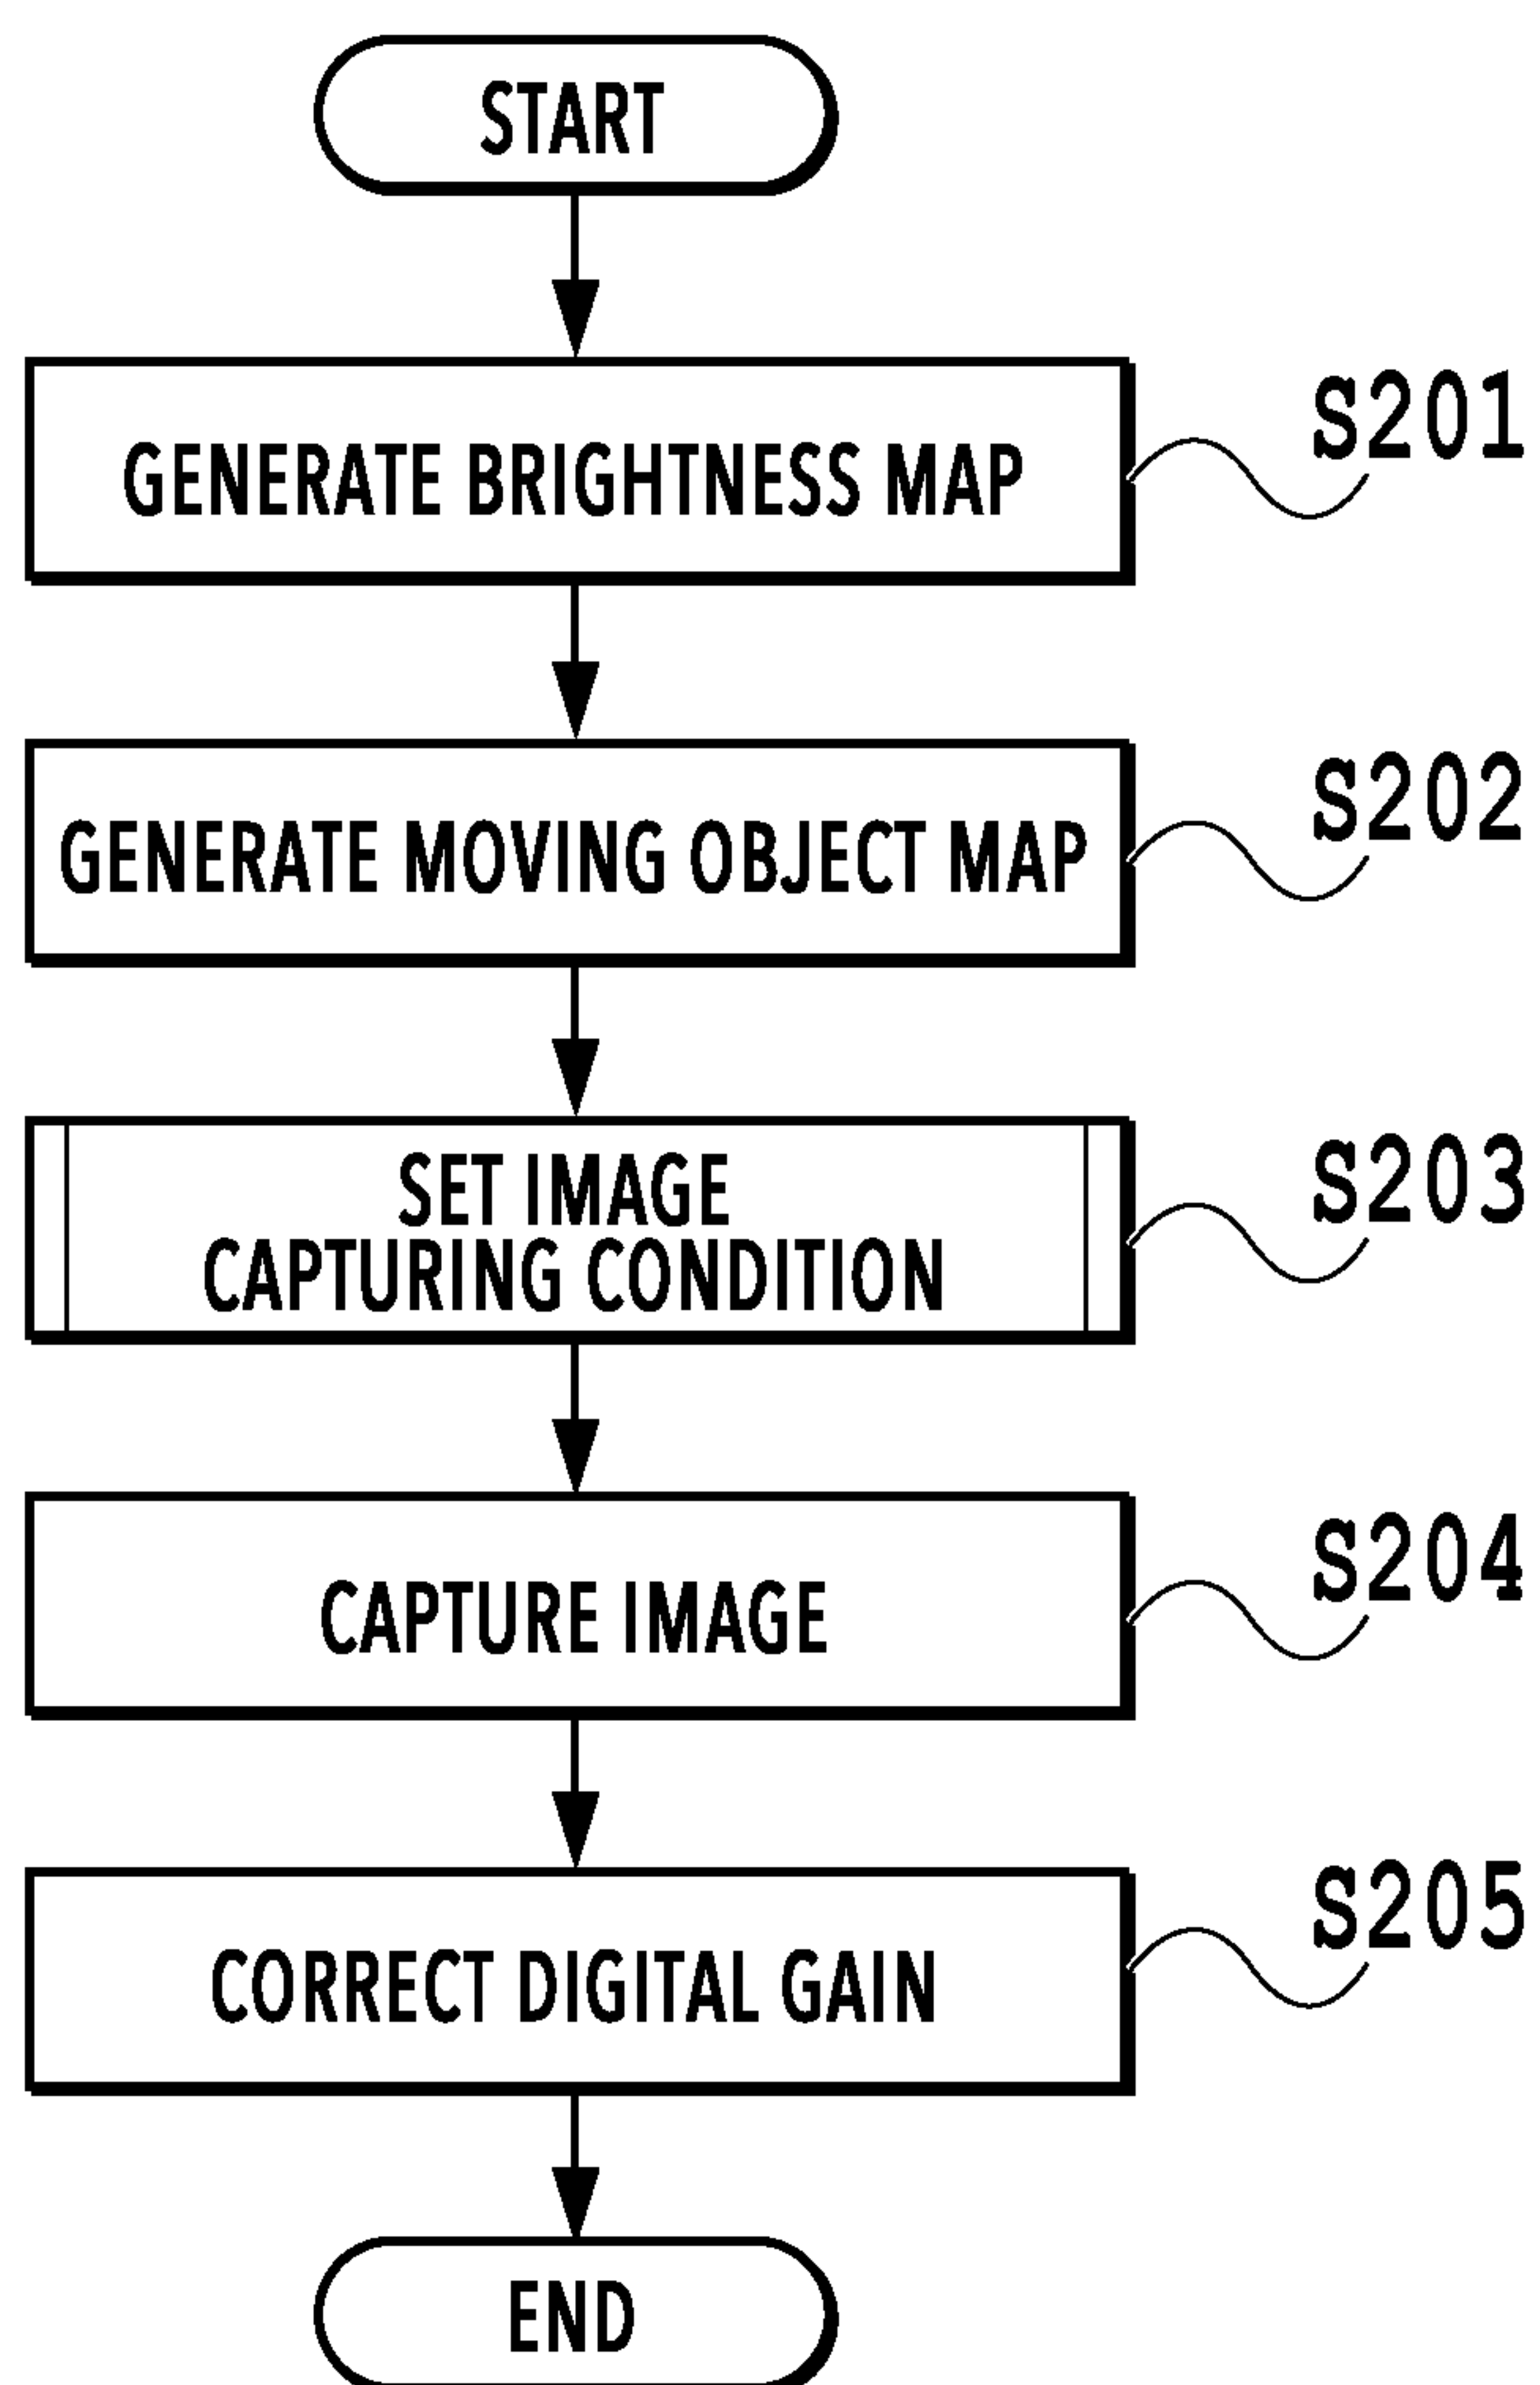 START
GENERATE BRIGHTNESS MAP
S201
GENERATE MOVING OBJECT MAP
S202
SET IMAGE
CAPTURING CONDITION
S203
CAPTURE IMAGE
S204
CORRECT DIGITAL GAIN
S205
END